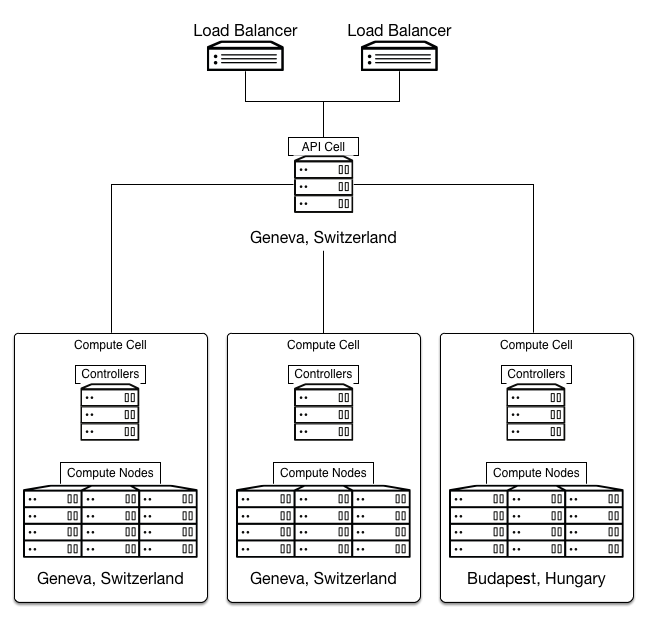 Load Balancer
Load Balancer
API Cell
Geneva, Switzerland
Compute Cell
Controllers
Compute Nodes
Geneva, Switzerland
Compute Cell
Controllers
Compute Nodes
Geneva, Switzerland
Compute Cell
Controllers
Compute Nodes
Budapest, Hungary